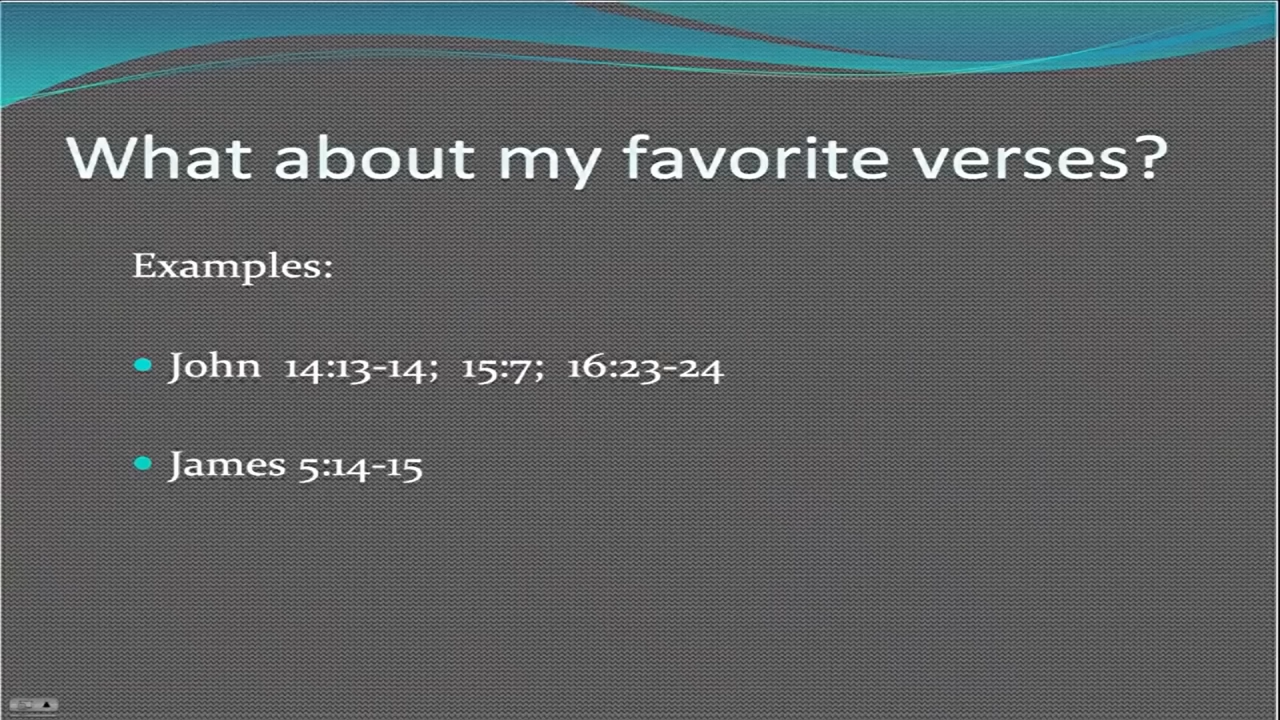 What about my favorite verses?
Examples:
• John 14:13-14; 15:7; 16:23-24
• James 5:14-15